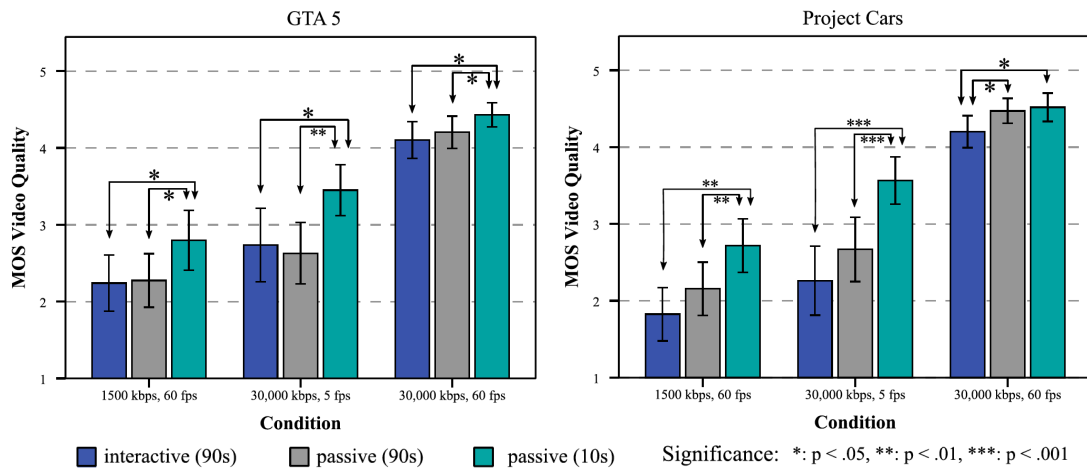 GTA 5
MOS Video Quality
5
4
3
2
1
*
*
*
**
*
*
1500 kbps, 60 fps
30,000 kbps, 5 fps
30,000 kbps, 60 fps
Condition
Project Cars
MOS Video Quality
5
4
3
2
1
**
**
***
***
*
*
1500 kbps, 60 fps
30,000 kbps, 5 fps
30,000 kbps, 60 fps
Condition
interactive (90s)
passive (90s)
passive (10s)
Significance: *: p < .05, **: p < .01, ***: p < .001